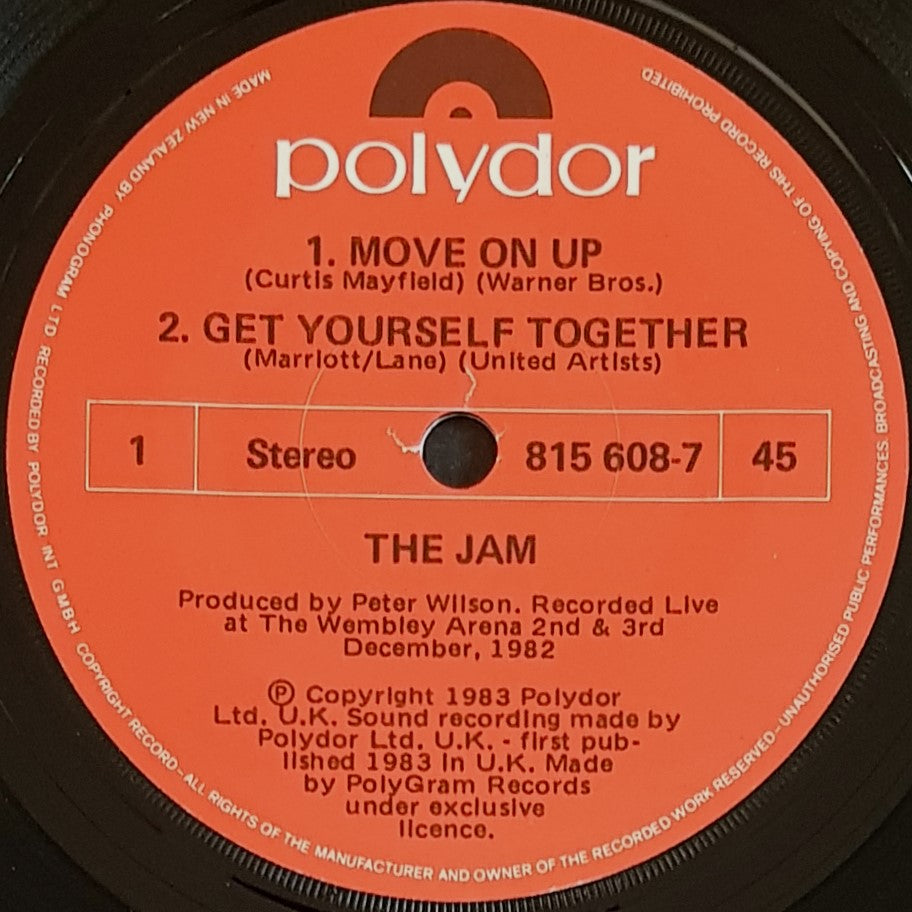 polydor
1. MOVE ON UP
(Curtis Mayfield) (Warner Bros.)
2. GET YOURSELF TOGETHER
(Marriott/Lane) (United Artists)
1 Stereo 815 608-7 45
THE JAM
Produced by Peter Wilson. Recorded Live
at The Wembley Arena 2nd & 3rd
December, 1982
Ⓟ Copyright 1983 Polydor
Ltd. U.K. Sound recording made by
Polydor Ltd. U.K. - first pub-
lished 1983 in U.K. Made
by PolyGram Records
under exclusive
licence.
MADE IN NEW ZEALAND BY PHONOGRAM LTD RECORDED BY POLYDOR INT GMBH COPYRIGHT RECORD-ALL RIGHTS OF THE MANUFACTURER AND OWNER OF THE RECORDED WORK RESERVED-UNAUTHORISED PUBLIC PERFORMANCES. BROADCASTING AND COPYING OF THIS RECORD PROHIBITED